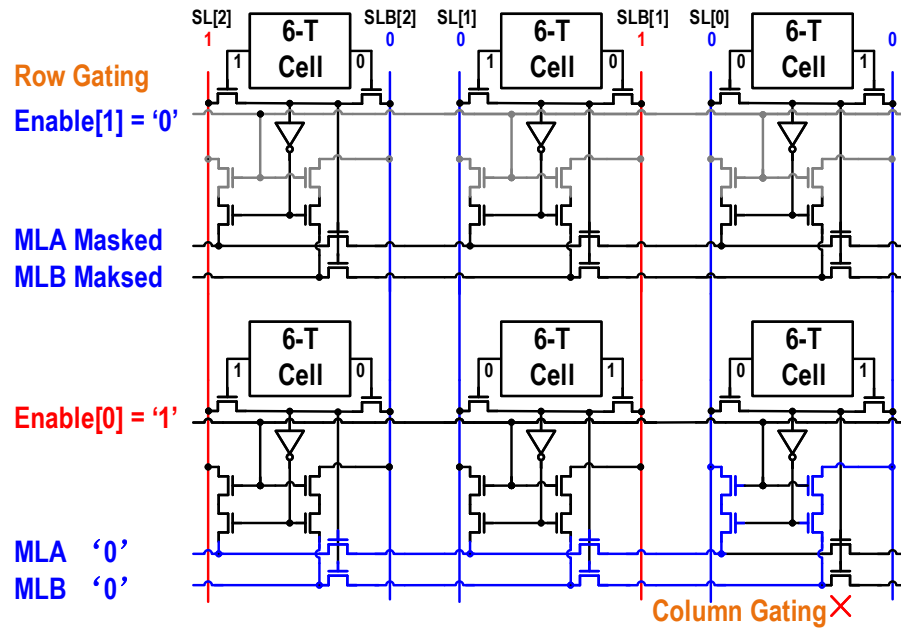 SL[2] SLB[2] SL[1] SLB[1] SL[0]
1 0 0 1 0 0
6-T Cell 6-T Cell 6-T Cell
1 0 1 0 0 1
Row Gating
Enable[1] = ‘0’
MLA Masked
MLB Maksed
6-T Cell 6-T Cell 6-T Cell
1 0 0 1 0 1
Enable[0] = ‘1’
MLA ‘0’
MLB ‘0’
Column Gating